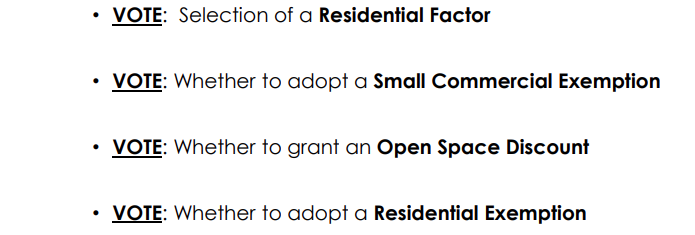 • VOTE: Selection of a Residential Factor
• VOTE: Whether to adopt a Small Commercial Exemption
• VOTE: Whether to grant an Open Space Discount
• VOTE: Whether to adopt a Residential Exemption